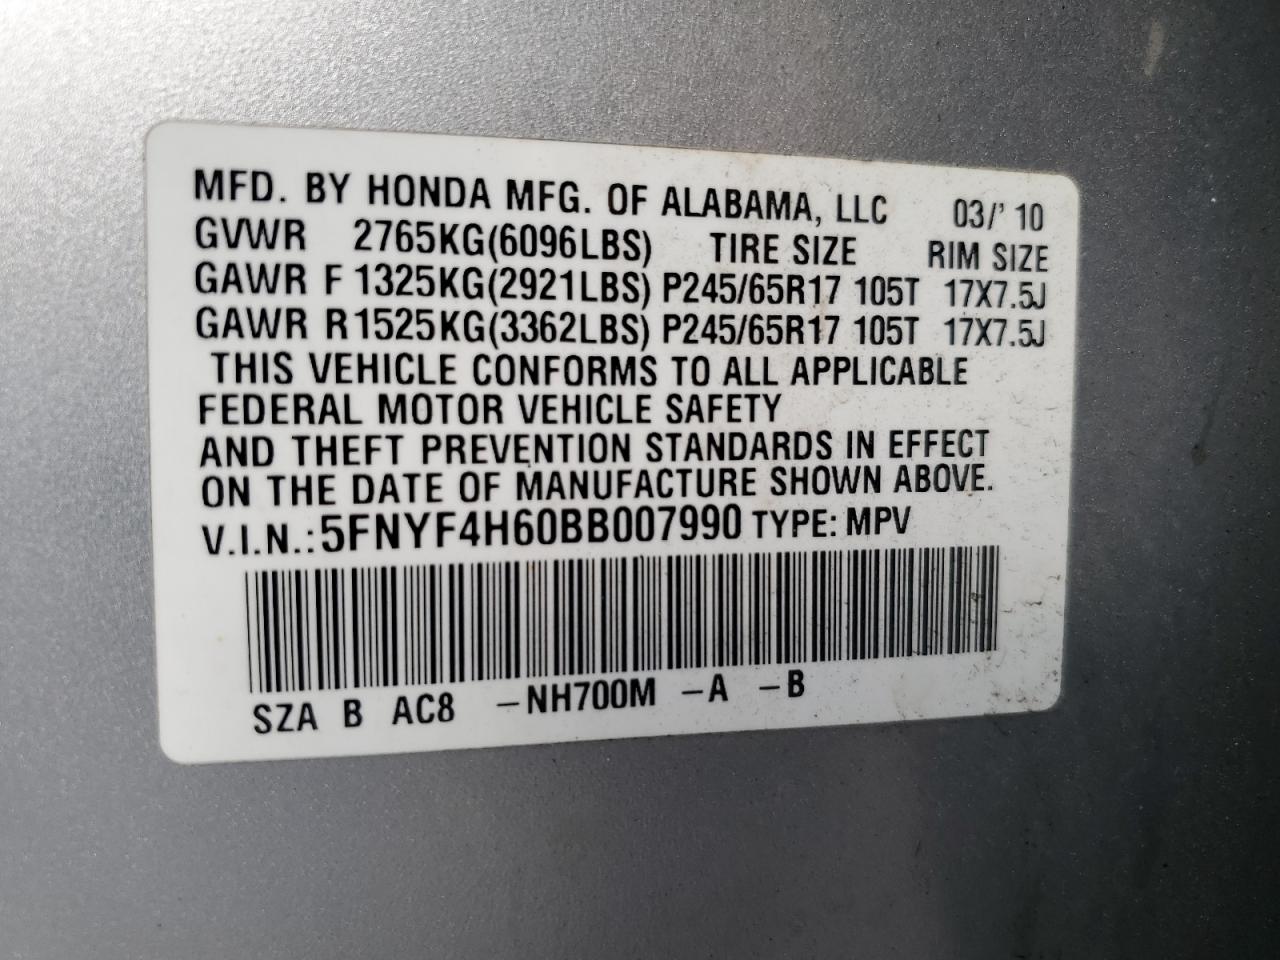 MFD. BY HONDA MFG. OF ALABAMA, LLC 03/'10
GVWR 2765KG(6096LBS) TIRE SIZE RIM SIZE
GAWR F 1325KG(2921LBS) P245/65R17 105T 17X7.5J
GAWR R1525KG(3362LBS) P245/65R17 105T 17X7.5J
THIS VEHICLE CONFORMS TO ALL APPLICABLE
FEDERAL MOTOR VEHICLE SAFETY
AND THEFT PREVENTION STANDARDS IN EFFECT
ON THE DATE OF MANUFACTURE SHOWN ABOVE.
V.I.N.:5FNYF4H60BB007990 TYPE: MPV
SZA B AC8 -NH700M -A -B